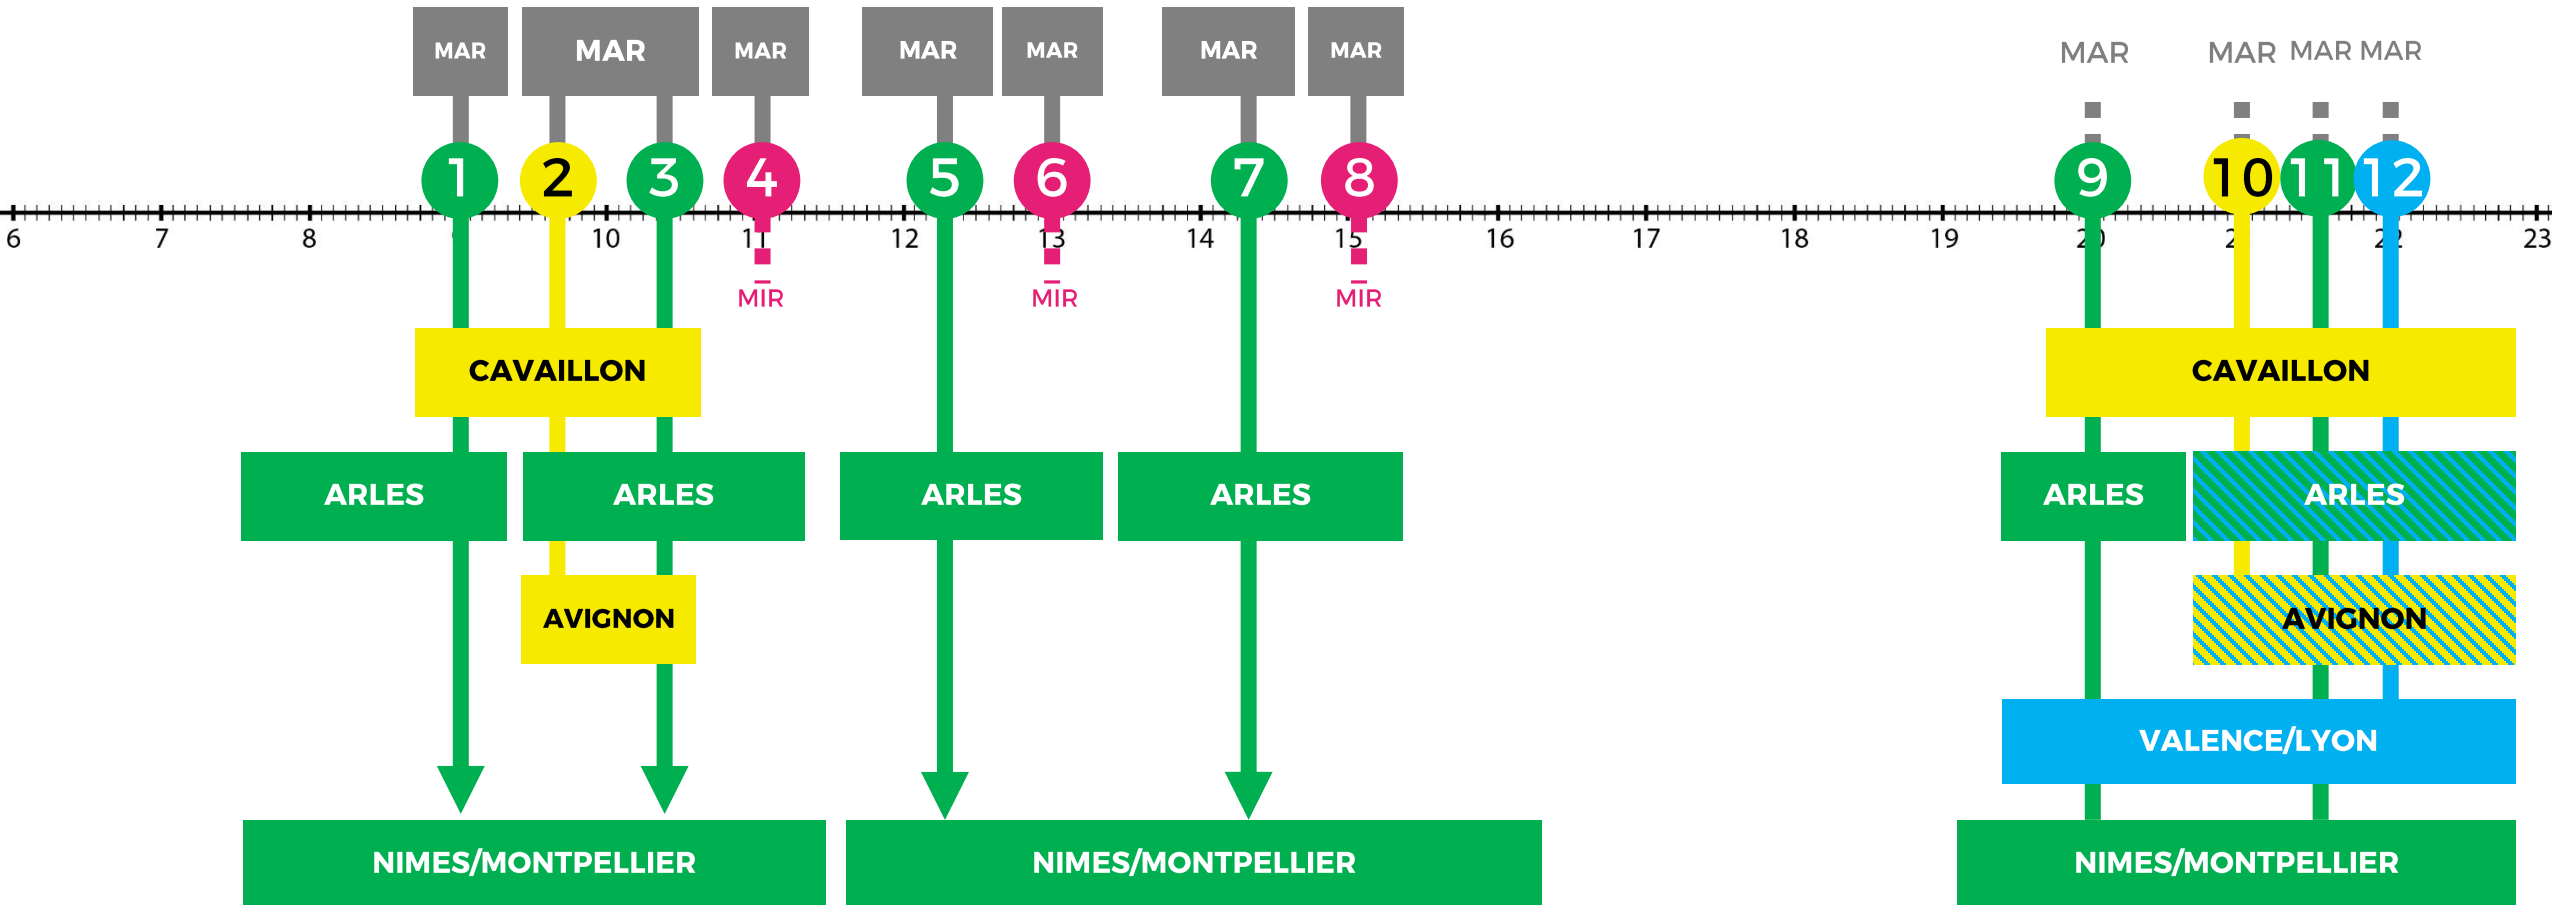 MAR MAR MAR MAR MAR MAR MAR MAR MAR MAR MAR
1 2 3 4 5 6 7 8 9 10 11 12
6 7 8 10 11 12 13 14 15 16 17 18 19 20 22 23
MIR MIR MIR
CAVAILLON CAVAILLON
ARLES ARLES ARLES ARLES ARLES ARLES
AVIGNON AVIGNON
VALENCE/LYON
NIMES/MONTPELLIER NIMES/MONTPELLIER NIMES/MONTPELLIER